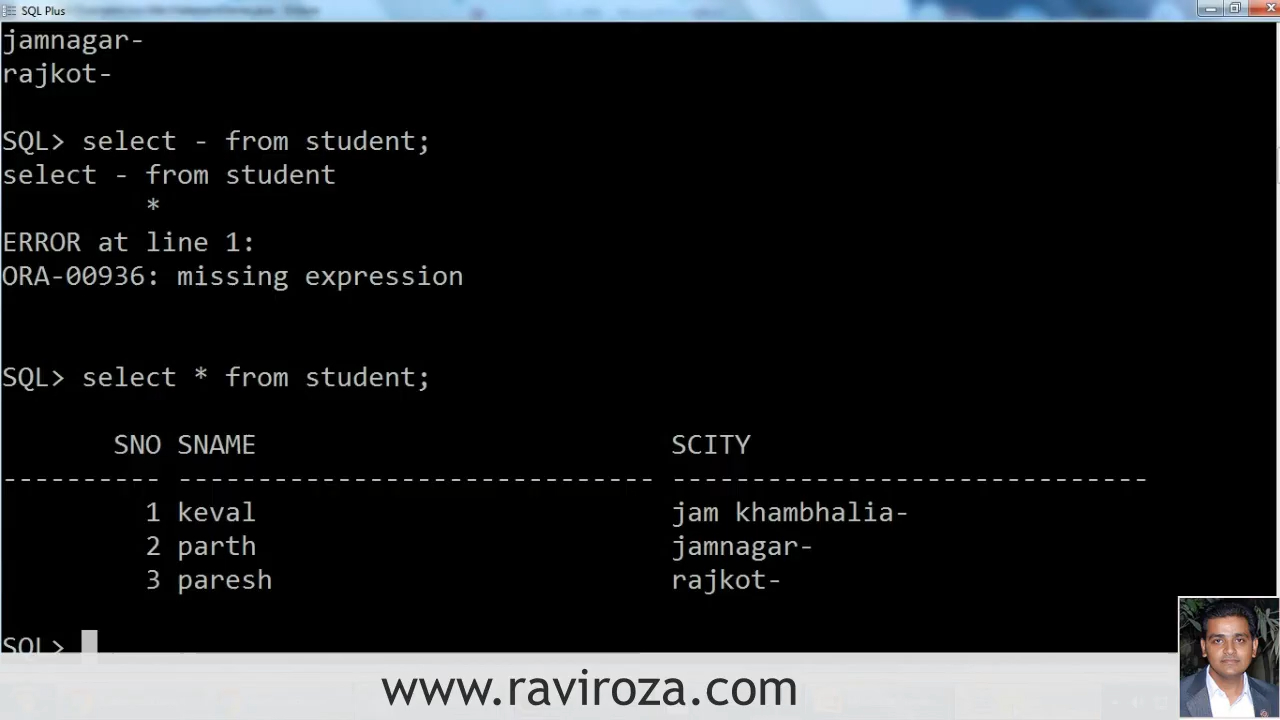 SQL Plus
jamnagar-
rajkot-
SQL> select - from student;
select - from student
*
ERROR at line 1:
ORA-00936: missing expression
SQL> select * from student;
SNO SNAME SCITY
---------- ------------------------------ ------------------------------
1 keval jam khambhalia-
2 parth jamnagar-
3 paresh rajkot-
SQL>
www.raviroza.com